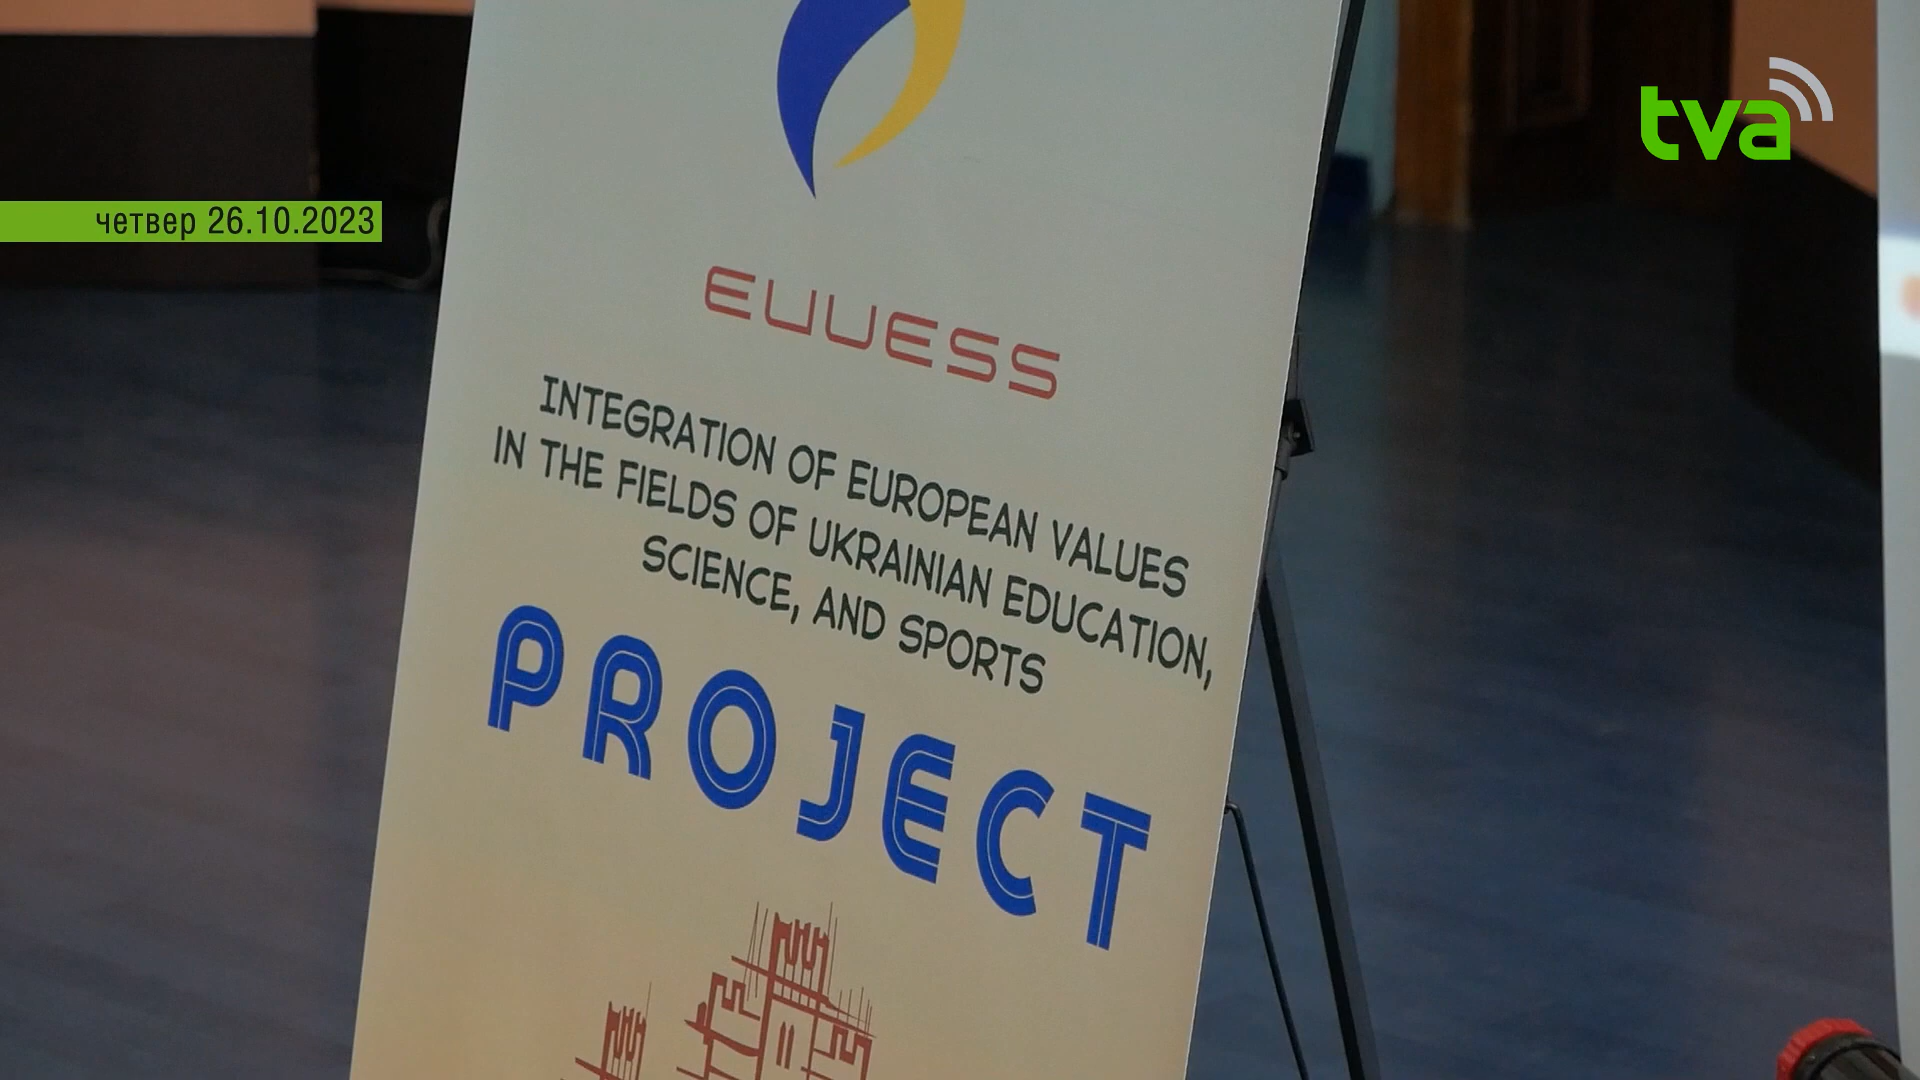 tva
четвер 26.10.2023
EUUESS
INTEGRATION OF EUROPEAN VALUES
IN THE FIELDS OF UKRAINIAN EDUCATION,
SCIENCE, AND SPORTS
PROJECT